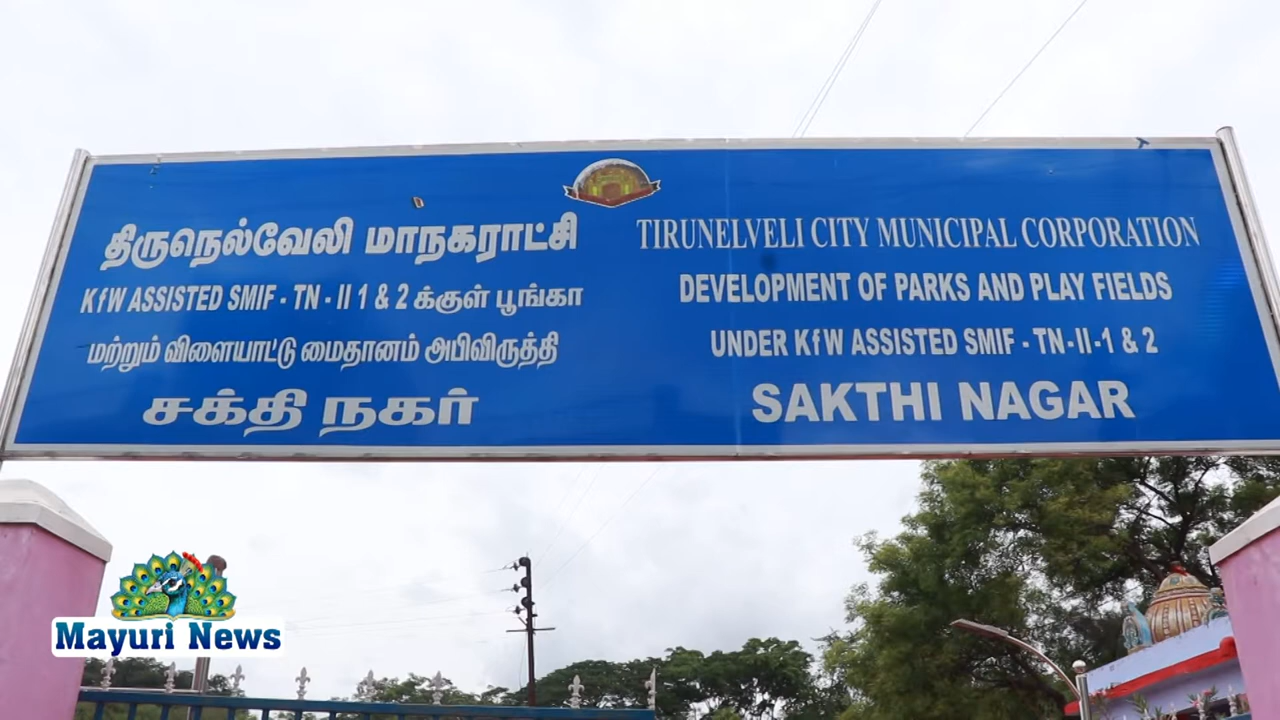 திருநெல்வேலி மாநகராட்சி
KfW ASSISTED SMIF - TN - II 1 & 2 க்குள் பூங்கா
மற்றும் விளையாட்டு மைதானம் அபிவிருத்தி
சக்தி நகர்
TIRUNELVELI CITY MUNICIPAL CORPORATION
DEVELOPMENT OF PARKS AND PLAY FIELDS
UNDER KfW ASSISTED SMIF - TN-II-1 & 2
SAKTHI NAGAR
Mayuri News